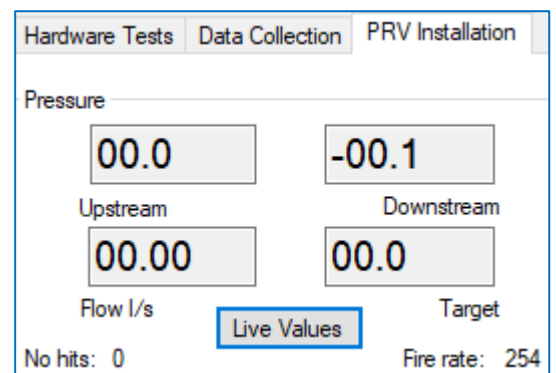 Hardware Tests Data Collection PRV Installation
Pressure
00.0 -00.1
Upstream Downstream
00.00 00.0
Flow l/s Target
Live Values
No hits: 0 Fire rate: 254